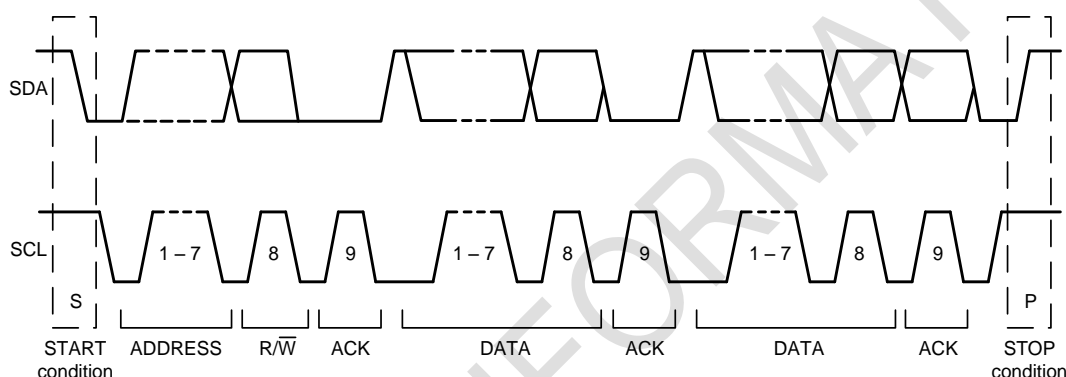 SDA
SCL
1 – 7 8 9 1 – 7 8 9 1 – 7 8 9
S P
START condition
ADDRESS
R/W̅
ACK
DATA
ACK
DATA
ACK
STOP condition